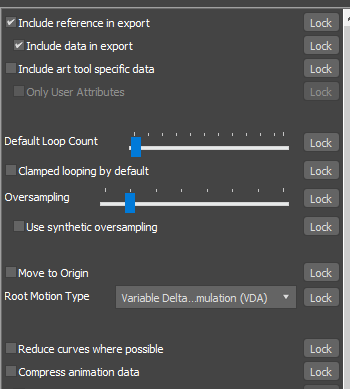 Include reference in export Lock
Include data in export Lock
Include art tool specific data Lock
Only User Attributes Lock
Default Loop Count Lock
Clamped looping by default Lock
Oversampling Lock
Use synthetic oversampling Lock
Move to Origin Lock
Root Motion Type Variable Delta...mulation (VDA) Lock
Reduce curves where possible Lock
Compress animation data Lock